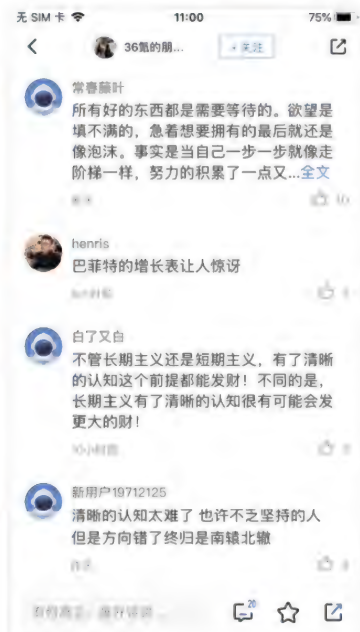 无 SIM 卡 11:00 75%
36氪的朋... +关注
常春藤叶
所有好的东西都是需要等待的。欲望是
填不满的，急着想要拥有的最后就还是
像泡沫。事实是当自己一步一步就像走
阶梯一样，努力的积累了一点又...全文
10
henris
巴菲特的增长表让人惊讶
白了又白
不管长期主义还是短期主义，有了清晰
的认知这个前提都能发财！不同的是，
长期主义有了清晰的认知很有可能会发
更大的财！
10小时前
新用户19712125
清晰的认知太难了 也许不乏坚持的人
但是方向错了终归是南辕北辙
20